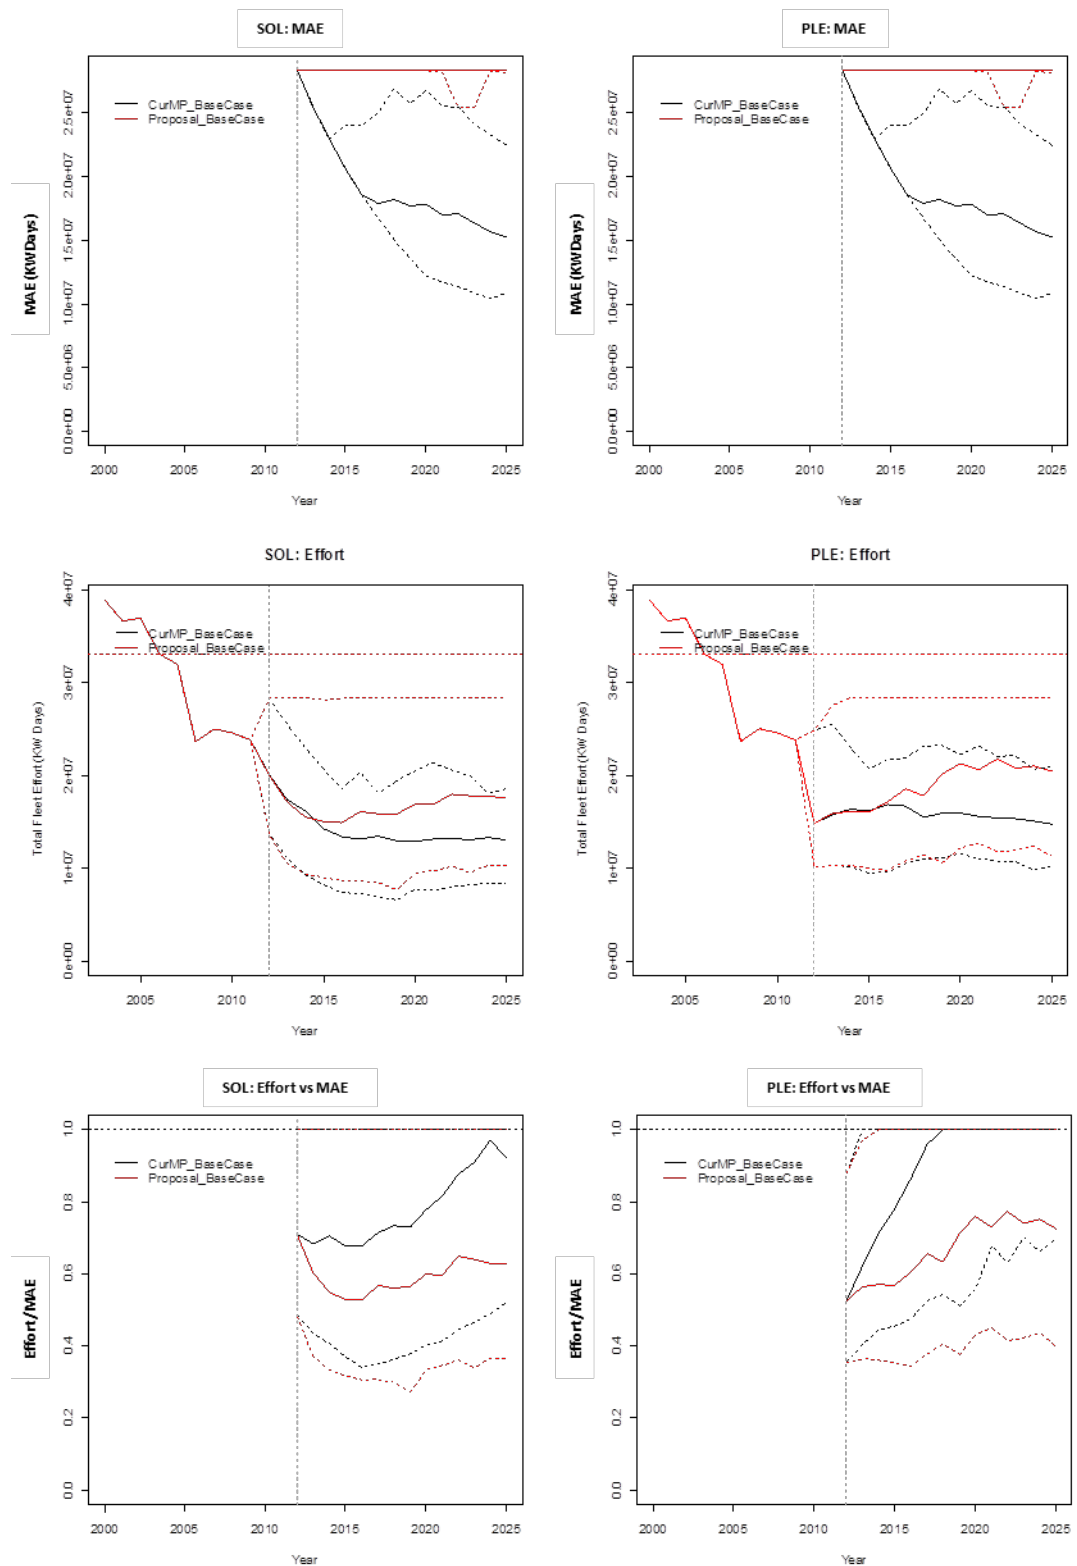 SOL: MAE
PLE: MAE
MAE (KWDays)
0.0e+00 5.0e+06 1.0e+07 1.5e+07 2.0e+07 2.5e+07
CurMP_BaseCase
Proposal_BaseCase
2000 2005 2010 2015 2020 2025
Year
MAE (KWDays)
0.0e+00 5.0e+06 1.0e+07 1.5e+07 2.0e+07 2.5e+07
CurMP_BaseCase
Proposal_BaseCase
2000 2005 2010 2015 2020 2025
Year
SOL: Effort
PLE: Effort
Total Fleet Effort (KW Days)
0e+00 1e+07 2e+07 3e+07 4e+07
CurMP_BaseCase
Proposal_BaseCase
2005 2010 2015 2020 2025
Year
Total Fleet Effort (KW Days)
0e+00 1e+07 2e+07 3e+07 4e+07
CurMP_BaseCase
Proposal_BaseCase
2005 2010 2015 2020 2025
Year
SOL: Effort vs MAE
PLE: Effort vs MAE
Effort/MAE
0.0 0.2 0.4 0.6 0.8 1.0
CurMP_BaseCase
Proposal_BaseCase
2000 2005 2010 2015 2020 2025
Year
Effort/MAE
0.0 0.2 0.4 0.6 0.8 1.0
CurMP_BaseCase
Proposal_BaseCase
2000 2005 2010 2015 2020 2025
Year